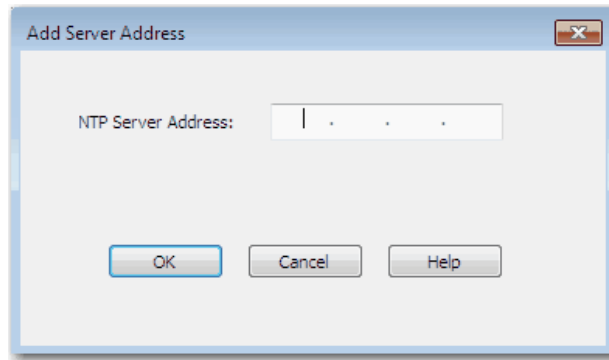 Add Server Address
NTP Server Address: . . .
OK Cancel Help